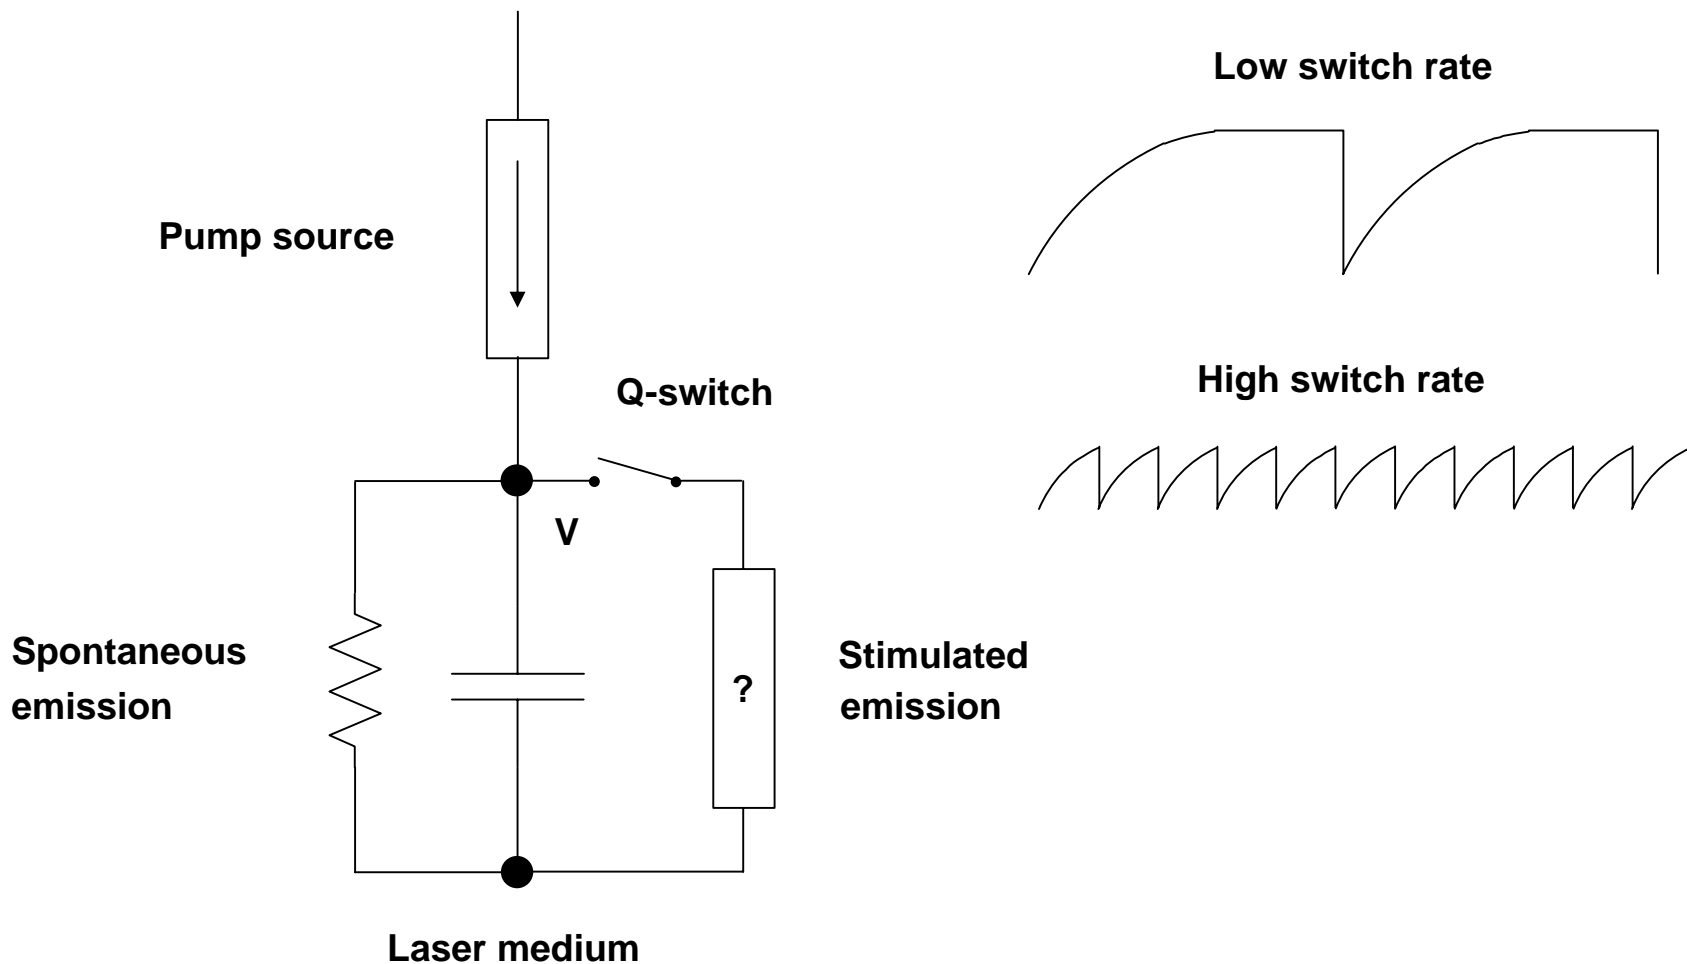 Low switch rate
Pump source
High switch rate
Q-switch
V
Spontaneous
emission
?
Stimulated
emission
Laser medium